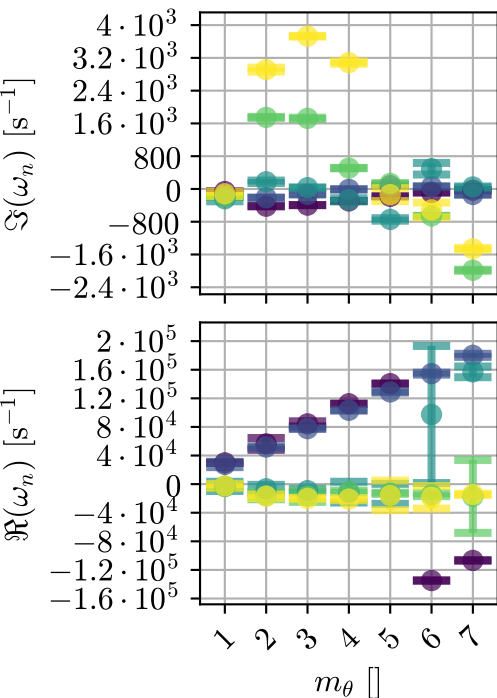 ℑ(ωₙ) [s⁻¹]
4 · 10³
3.2 · 10³
2.4 · 10³
1.6 · 10³
800
0
−800
−1.6 · 10³
−2.4 · 10³
ℜ(ωₙ) [s⁻¹]
2 · 10⁵
1.6 · 10⁵
1.2 · 10⁵
8 · 10⁴
4 · 10⁴
0
−4 · 10⁴
−8 · 10⁴
−1.2 · 10⁵
−1.6 · 10⁵
1 2 3 4 5 6 7
m_θ []